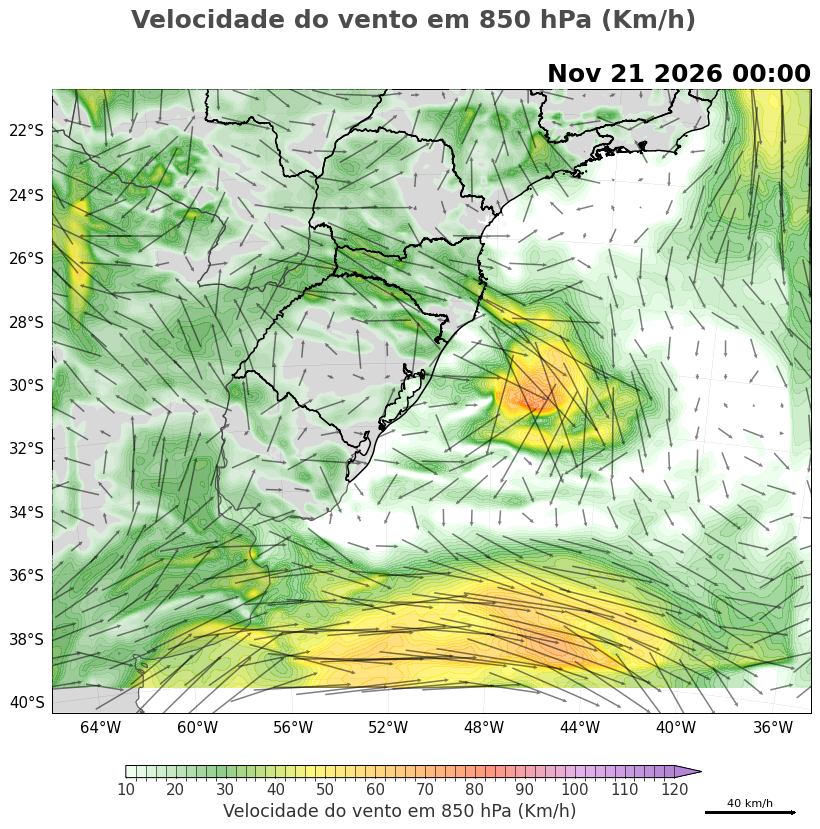 Velocidade do vento em 850 hPa (Km/h)
Nov 21 2026 00:00
22°S
24°S
26°S
28°S
30°S
32°S
34°S
36°S
38°S
40°S
64°W 60°W 56°W 52°W 48°W 44°W 40°W 36°W
10 20 30 40 50 60 70 80 90 100 110 120
Velocidade do vento em 850 hPa (Km/h)
40 km/h